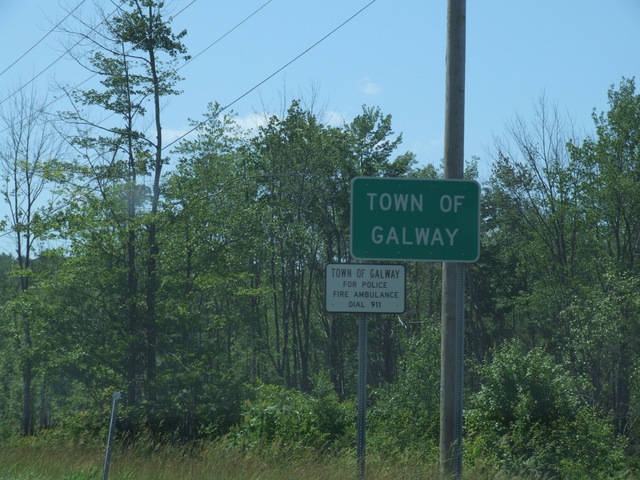 TOWN OF
GALWAY
TOWN OF GALWAY
FOR POLICE
FIRE AMBULANCE
DIAL 911